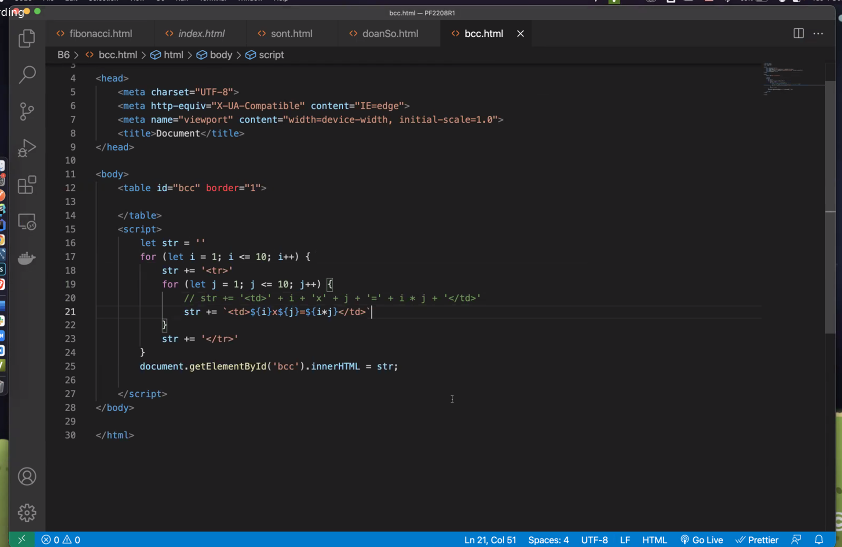 rding
bcc.html — PF2208R1
<> fibonacci.html
<> index.html
<> sont.html
<> doanSo.html
<> bcc.html ×
B6 > <> bcc.html > html > body > script
3
4 <head>
5 <meta charset="UTF-8">
6 <meta http-equiv="X-UA-Compatible" content="IE=edge">
7 <meta name="viewport" content="width=device-width, initial-scale=1.0">
8 <title>Document</title>
9 </head>
10
11 <body>
12 <table id="bcc" border="1">
13
14 </table>
15 <script>
16 let str = ''
17 for (let i = 1; i <= 10; i++) {
18 str += '<tr>'
19 for (let j = 1; j <= 10; j++) {
20 // str += '<td>' + i + 'x' + j + '=' + i * j + '</td>'
21 str += `<td>${i}x${j}=${i*j}</td>`
22 }
23 str += '</tr>'
24 }
25 document.getElementById('bcc').innerHTML = str;
26
27 </script>
28 </body>
29
30 </html>
0 0 Ln 21, Col 51 Spaces: 4 UTF-8 LF HTML Go Live Prettier